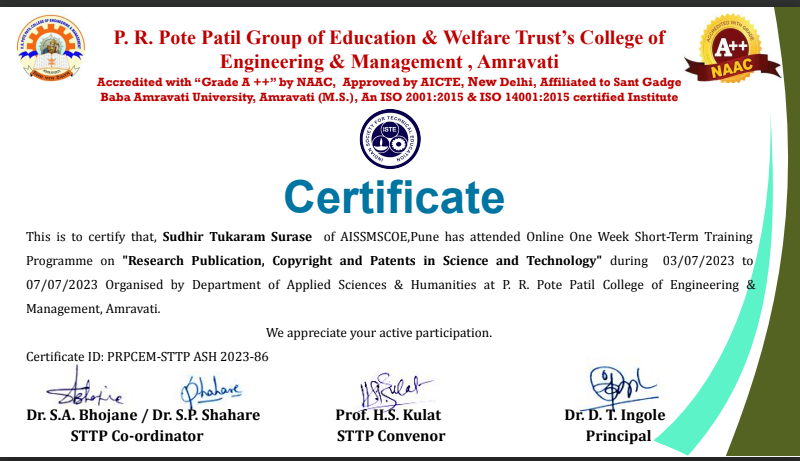 P. R. Pote Patil Group of Education & Welfare Trust's College of
Engineering & Management , Amravati
Accredited with "Grade A ++" by NAAC, Approved by AICTE, New Delhi, Affiliated to Sant Gadge
Baba Amravati University, Amravati (M.S.), An ISO 2001:2015 & ISO 14001:2015 certified Institute
ACCREDITED WITH GRADE
A++
NAAC
INDIAN SOCIETY FOR TECHNICAL EDUCATION
ISTE
Certificate
This is to certify that, Sudhir Tukaram Surase of AISSMSCOE,Pune has attended Online One Week Short-Term Training
Programme on "Research Publication, Copyright and Patents in Science and Technology" during 03/07/2023 to
07/07/2023 Organised by Department of Applied Sciences & Humanities at P. R. Pote Patil College of Engineering &
Management, Amravati.
We appreciate your active participation.
Certificate ID: PRPCEM-STTP ASH 2023-86
Dr. S.A. Bhojane / Dr. S.P. Shahare
STTP Co-ordinator
H.S.Kulat
Prof. H.S. Kulat
STTP Convenor
Dr. D. T. Ingole
Principal